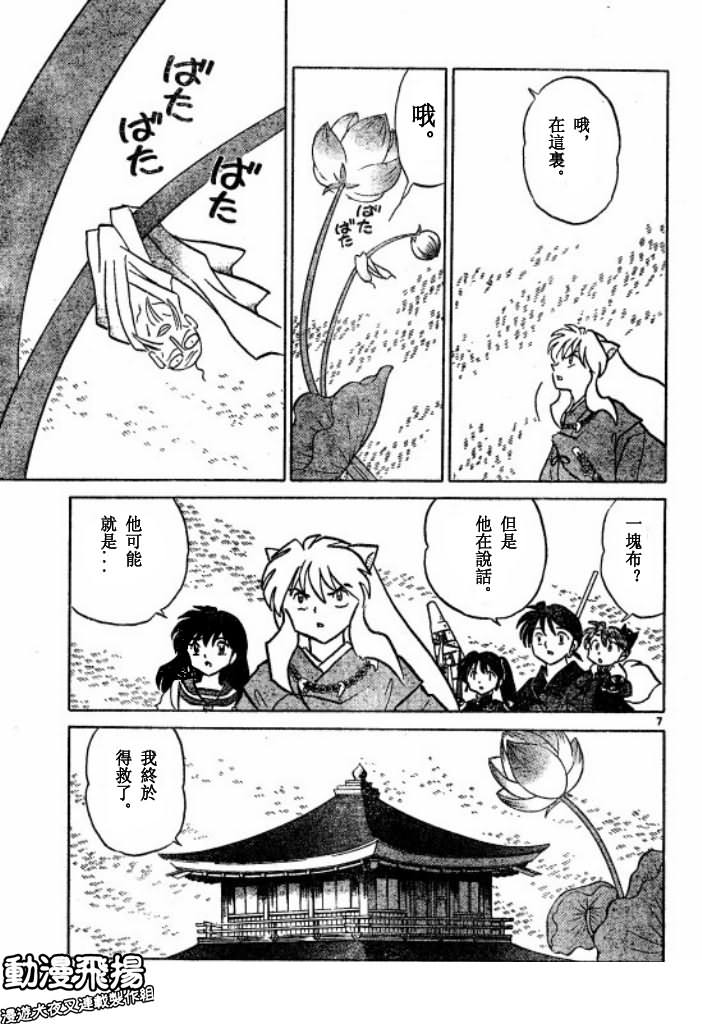 哦，
在這裏。
哦。
ばた
ばた
ばた
ばた
ばた
一塊布？
但是
他在說話。
他可能
就是...
7
我終於
得救了。
動漫飛揚
漫遊犬夜叉連載製作組